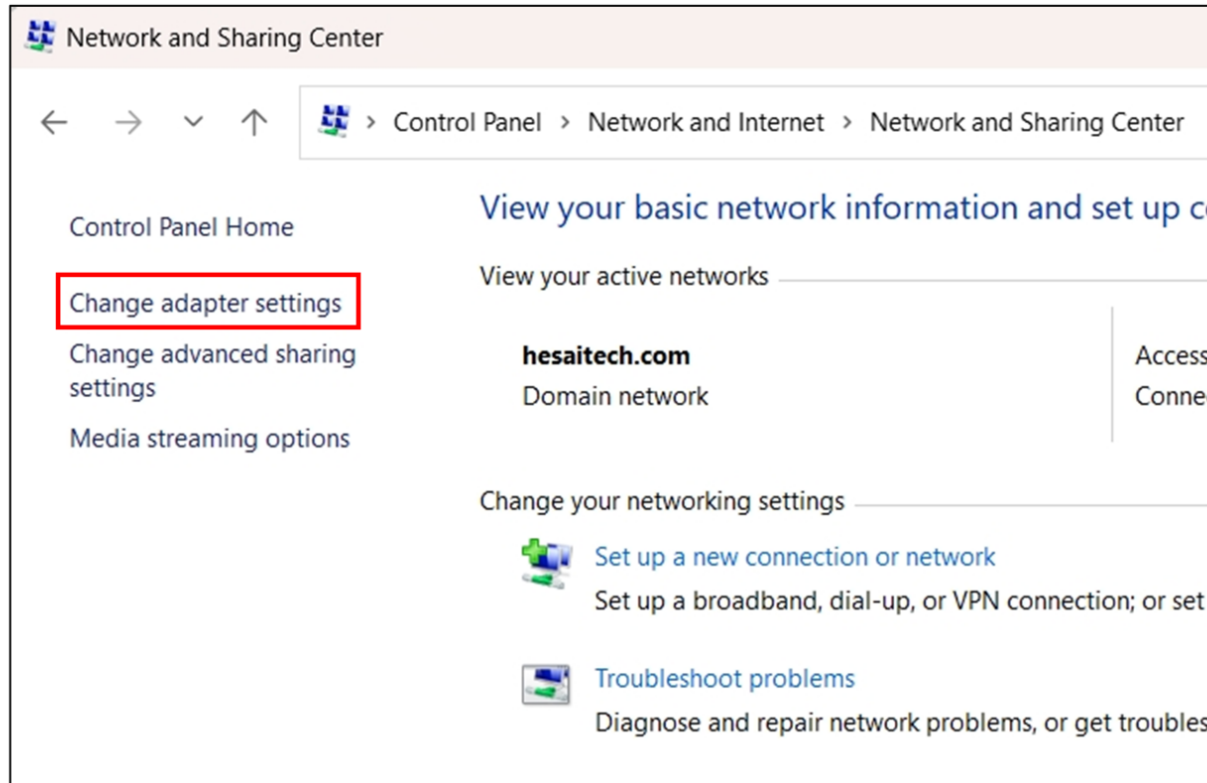 Network and Sharing Center
Control Panel > Network and Internet > Network and Sharing Center
Control Panel Home
Change adapter settings
Change advanced sharing
settings
Media streaming options
View your basic network information and set up
View your active networks
hesaitech.com
Domain network
Access
Change your networking settings
Set up a new connection or network
Set up a broadband, dial-up, or VPN connection; or set
Troubleshoot problems
Diagnose and repair network problems, or get